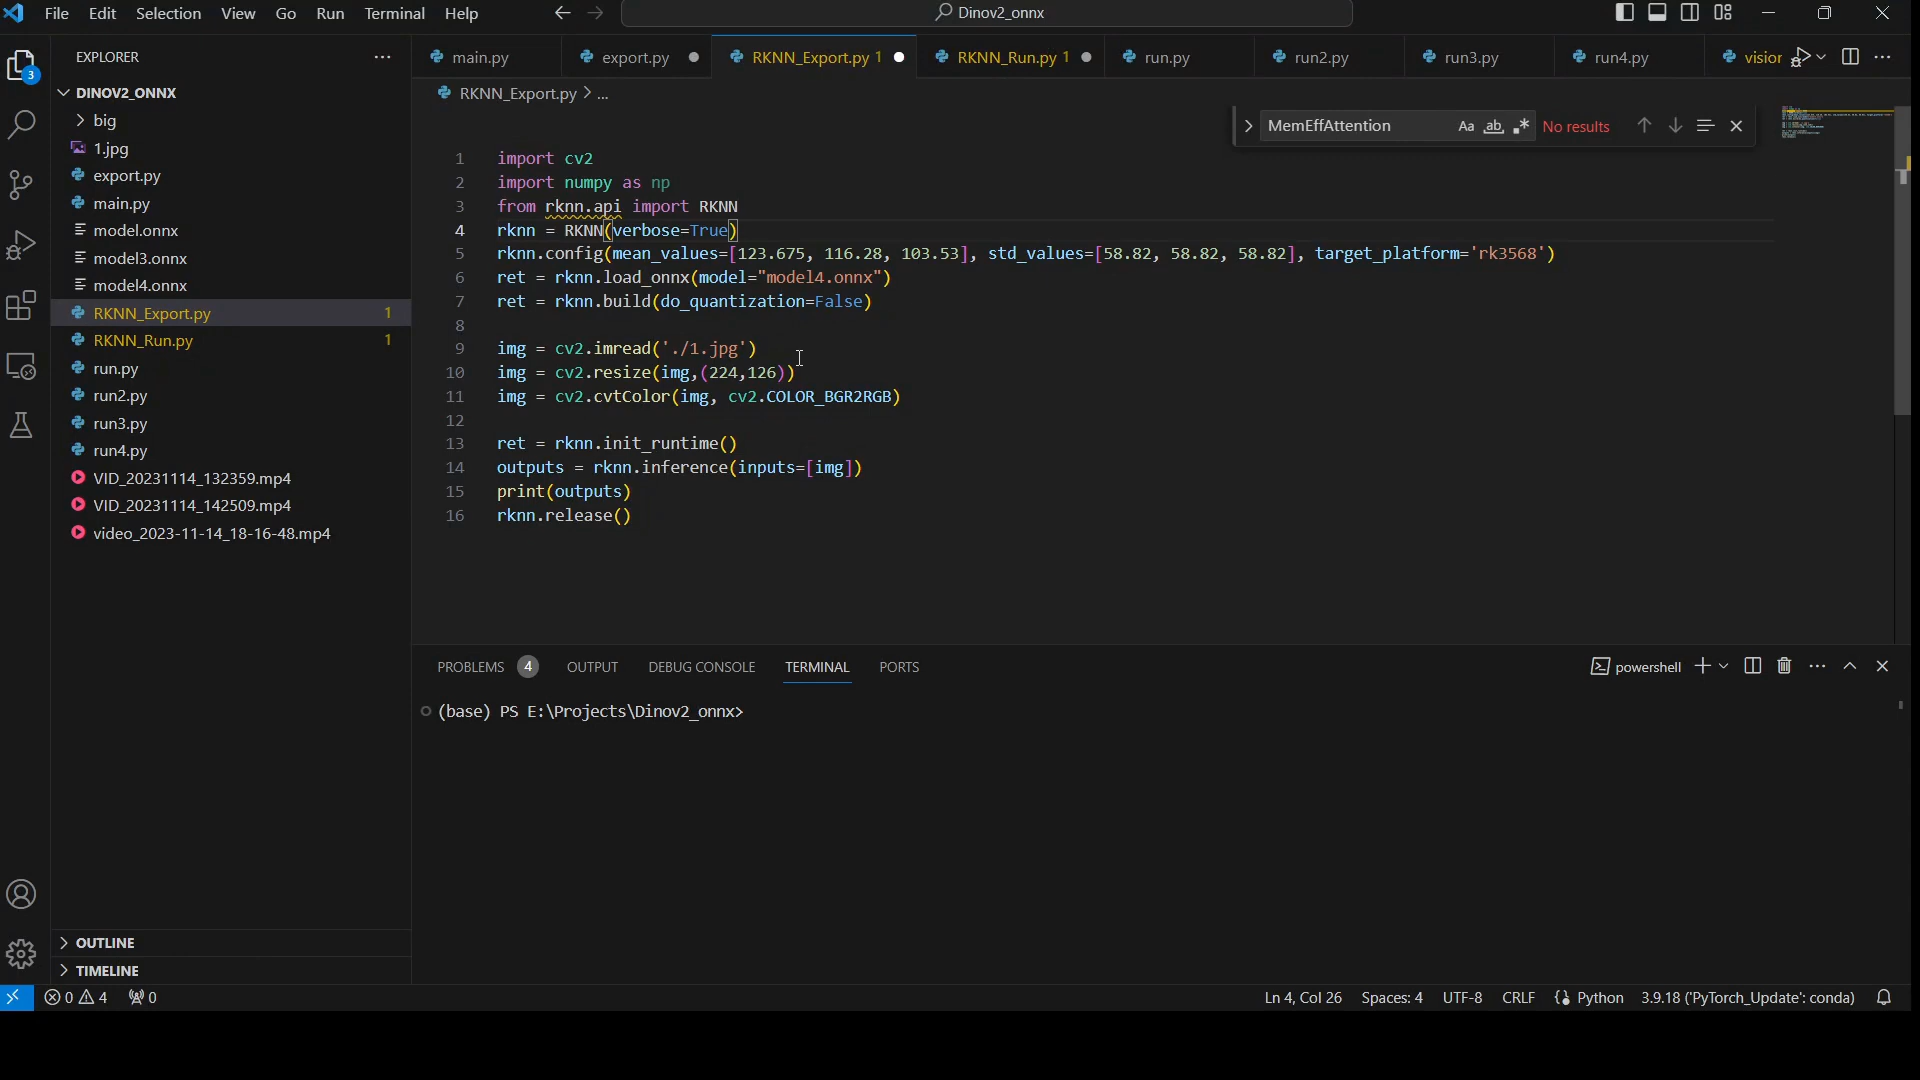 File Edit Selection View Go Run Terminal Help
Dinov2_onnx
3
EXPLORER
DINOV2_ONNX
big
1.jpg
export.py
main.py
model.onnx
model3.onnx
model4.onnx
RKNN_Export.py 1
RKNN_Run.py 1
run.py
run2.py
run3.py
run4.py
VID_20231114_132359.mp4
VID_20231114_142509.mp4
video_2023-11-14_18-16-48.mp4
OUTLINE
TIMELINE
main.py export.py RKNN_Export.py 1 RKNN_Run.py 1 run.py run2.py run3.py run4.py vision
RKNN_Export.py > ...
MemEffAttention Aa ab .* No results
1 import cv2
2 import numpy as np
3 from rknn.api import RKNN
4 rknn = RKNN(verbose=True)
5 rknn.config(mean_values=[123.675, 116.28, 103.53], std_values=[58.82, 58.82, 58.82], target_platform='rk3568')
6 ret = rknn.load_onnx(model="model4.onnx")
7 ret = rknn.build(do_quantization=False)
8
9 img = cv2.imread('./1.jpg')
10 img = cv2.resize(img,(224,126))
11 img = cv2.cvtColor(img, cv2.COLOR_BGR2RGB)
12
13 ret = rknn.init_runtime()
14 outputs = rknn.inference(inputs=[img])
15 print(outputs)
16 rknn.release()
PROBLEMS 4 OUTPUT DEBUG CONSOLE TERMINAL PORTS
powershell
(base) PS E:\Projects\Dinov2_onnx>
0 4 0
Ln 4, Col 26 Spaces: 4 UTF-8 CRLF Python 3.9.18 ('PyTorch_Update': conda)